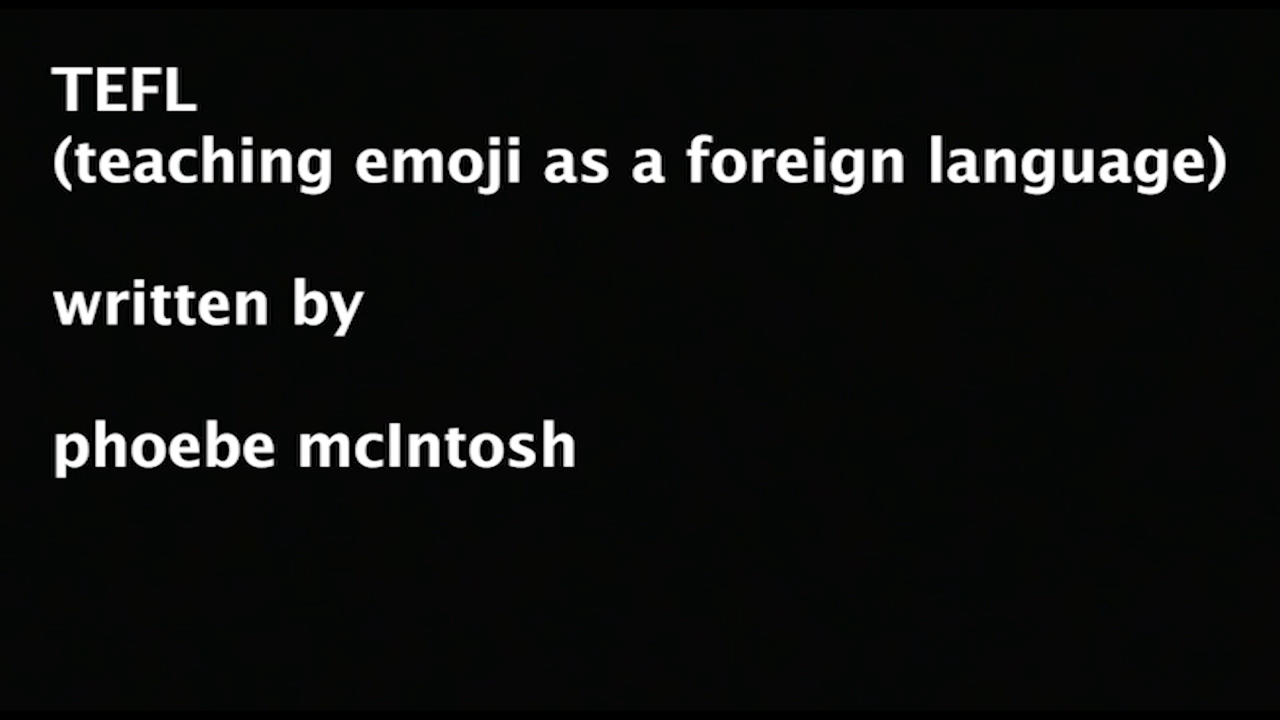 TEFL
(teaching emoji as a foreign language)
written by
phoebe mcIntosh